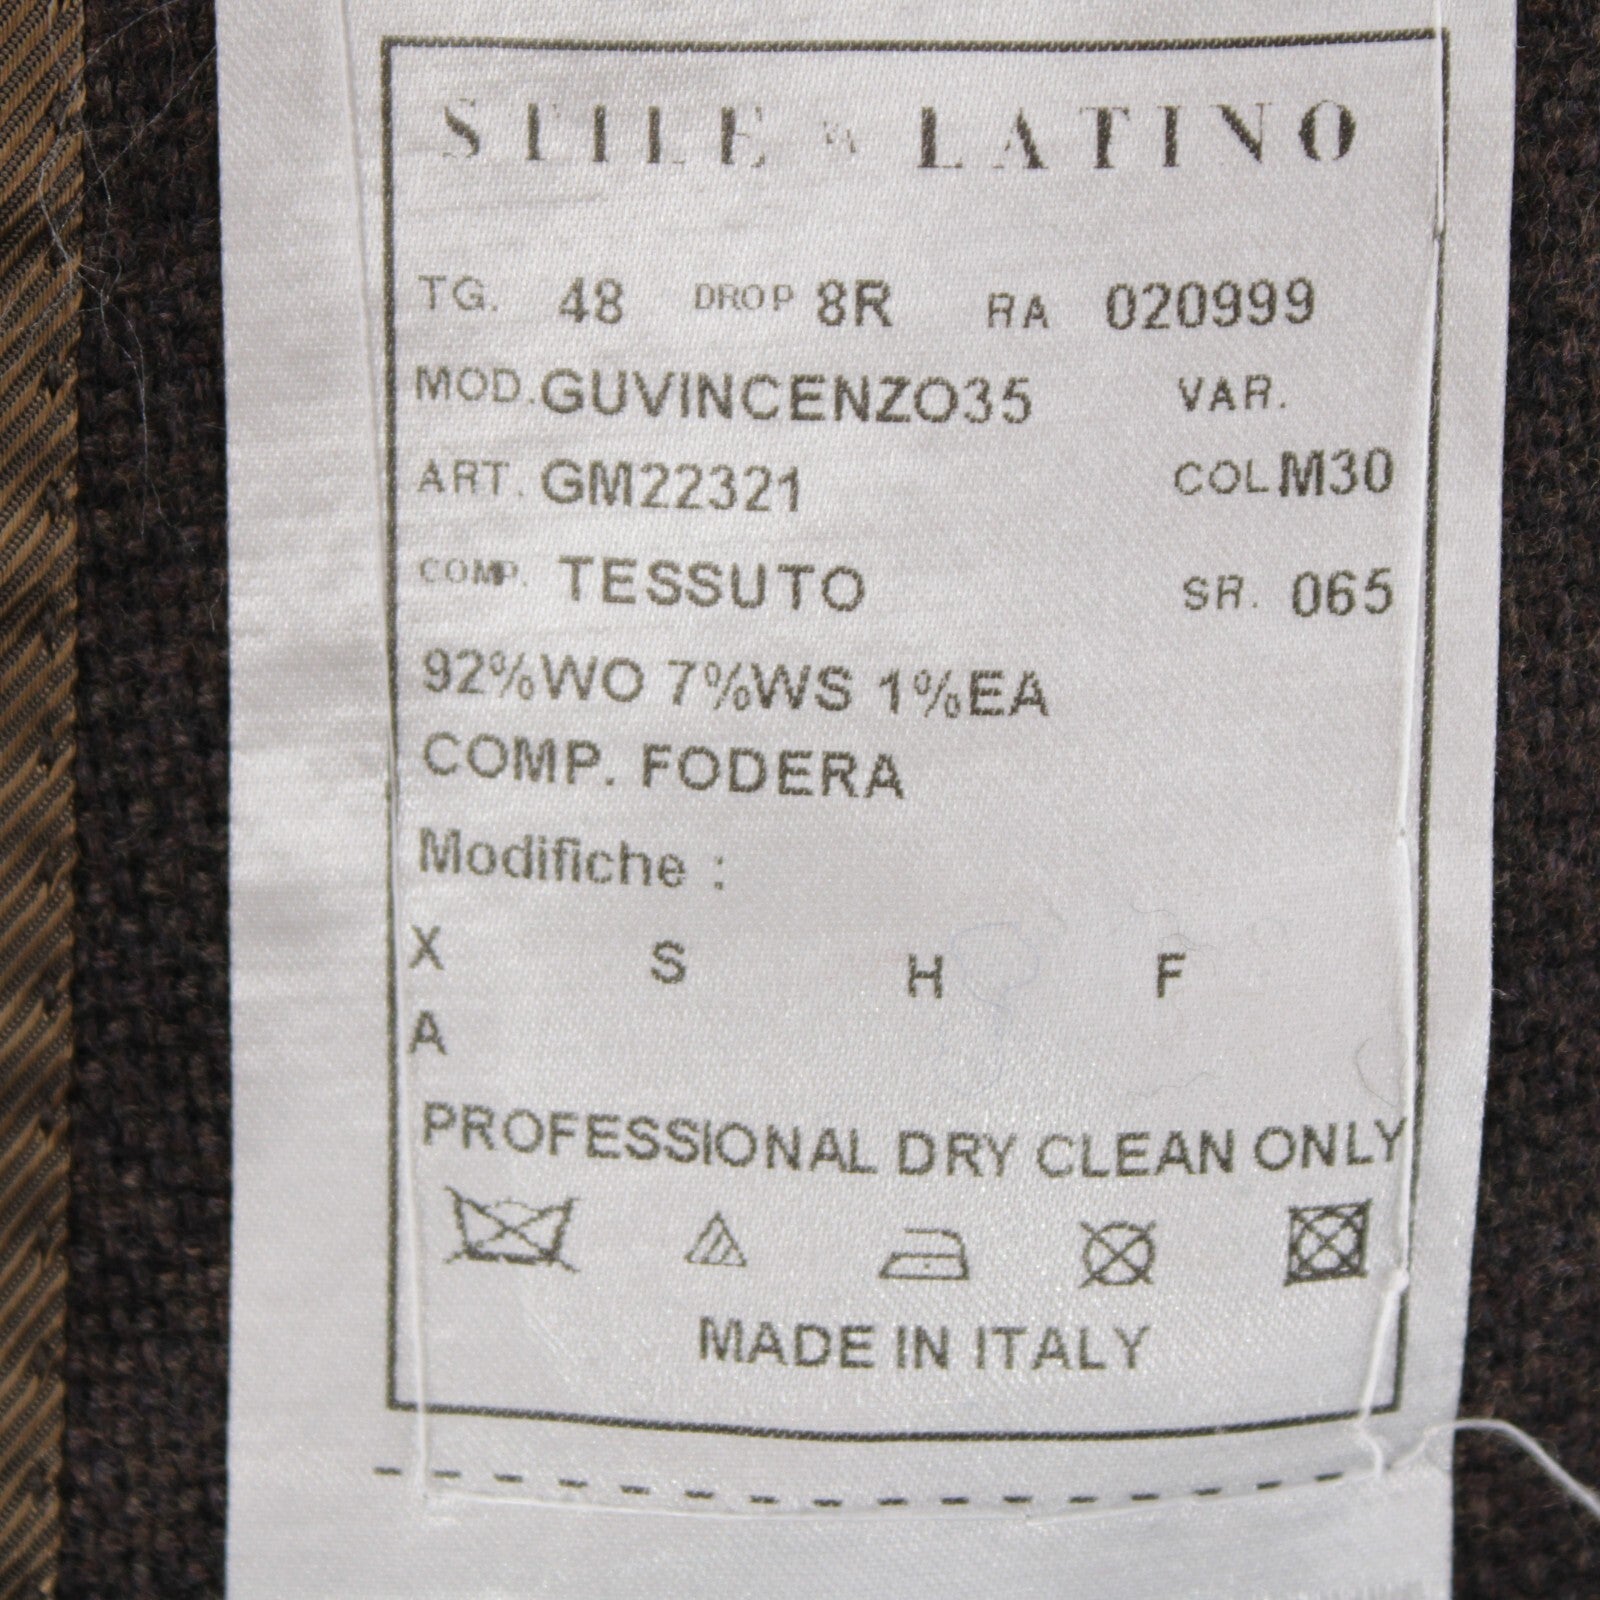 STILE LATINO
TG. 48 DROP 8R RA 020999
MOD. GUVINCENZO35 VAR.
ART. GM22321 COL M30
COMP. TESSUTO SR. 065
92%WO 7%WS 1%EA
COMP. FODERA
Modifiche :
X S H F
A
PROFESSIONAL DRY CLEAN ONLY
MADE IN ITALY